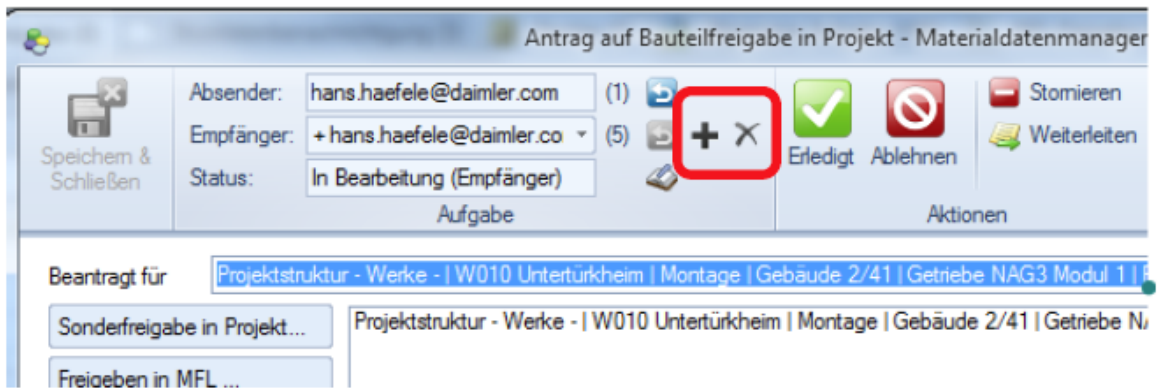 Antrag auf Bauteilfreigabe in Projekt - Materialdatenmanager
Absender: hans.haefele@daimler.com (1)
Empfänger: + hans.haefele@daimler.co (5)
Status: In Bearbeitung (Empfänger)
Speichern &
Schließen
Aufgabe
Erledigt Ablehnen
Stornieren
Weiterleiten
Aktionen
Beantragt für Projektstruktur - Werke - | W010 Untertürkheim | Montage | Gebäude 2/41 | Getriebe NAG3 Modul 1 |
Sonderfreigabe in Projekt...
Projektstruktur - Werke - | W010 Untertürkheim | Montage | Gebäude 2/41 | Getriebe
Freigeben in MFL ...